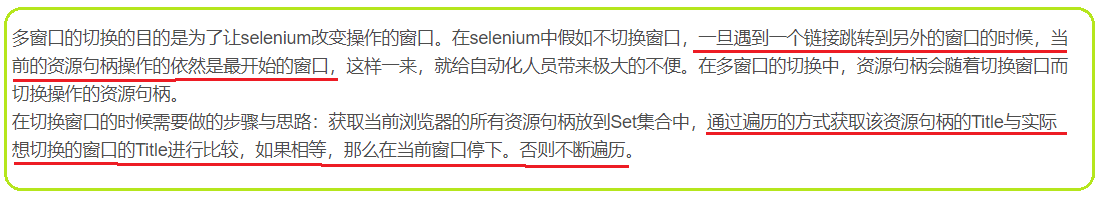 多窗口的切换的目的是为了让selenium改变操作的窗口。在selenium中假如不切换窗口，一旦遇到一个链接跳转到另外的窗口的时候，当
前的资源句柄操作的依然是最开始的窗口，这样一来，就给自动化人员带来极大的不便。在多窗口的切换中，资源句柄会随着切换窗口而
切换操作的资源句柄。
在切换窗口的时候需要做的步骤与思路：获取当前浏览器的所有资源句柄放到Set集合中，通过遍历的方式获取该资源句柄的Title与实际
想切换的窗口的Title进行比较，如果相等，那么在当前窗口停下。否则不断遍历。